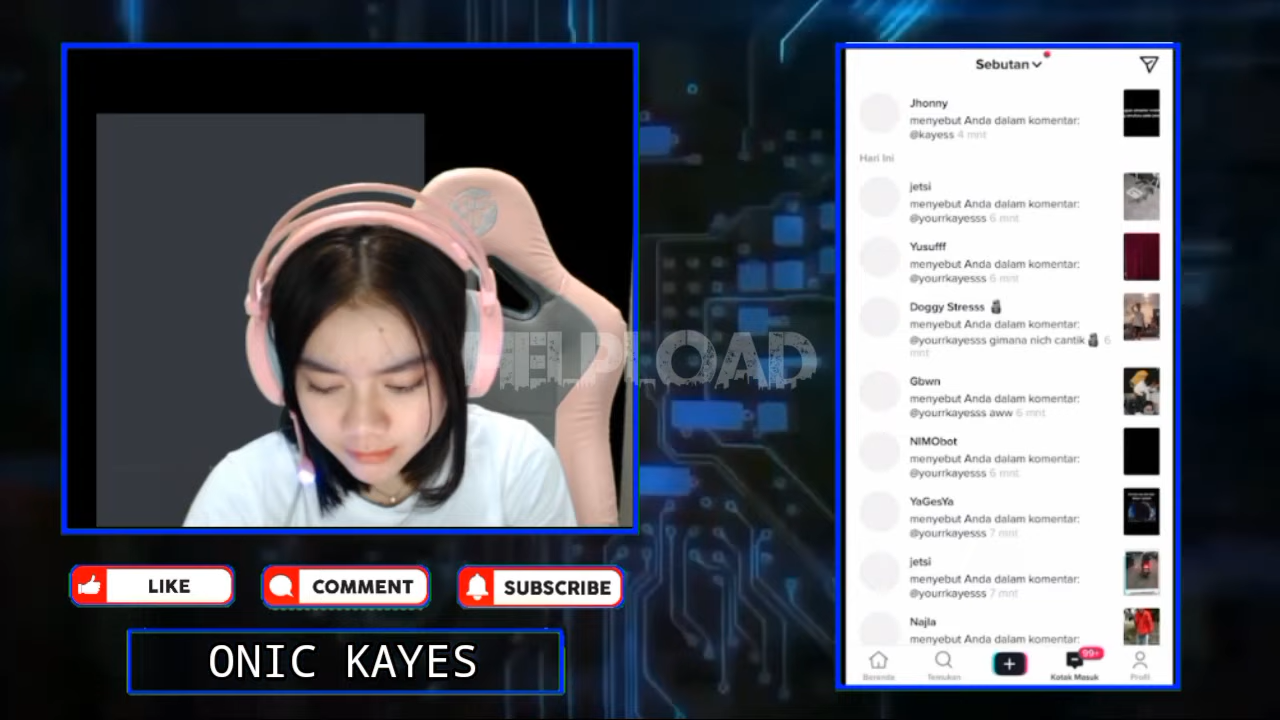 HELPLOAD
LIKE
COMMENT
SUBSCRIBE
ONIC KAYES
Sebutan
Jhonny
menyebut Anda dalam komentar:
@kayess 4 mnt
Hari Ini
jetsi
menyebut Anda dalam komentar:
@yourrkayesss 6 mnt
Yusufff
menyebut Anda dalam komentar:
@yourrkayesss 6 mnt
Doggy Stresss
menyebut Anda dalam komentar:
@yourrkayesss gimana nich cantik 6
mnt
Gbwn
menyebut Anda dalam komentar:
@yourrkayesss aww 6 mnt
NIMObot
menyebut Anda dalam komentar:
@yourrkayesss 6 mnt
YaGesYa
menyebut Anda dalam komentar:
@yourrkayesss 7 mnt
jetsi
menyebut Anda dalam komentar:
@yourrkayesss 7 mnt
Najla
menyebut Anda dalam komentar:
99+
Beranda
Temukan
Kotak Masuk
Profil